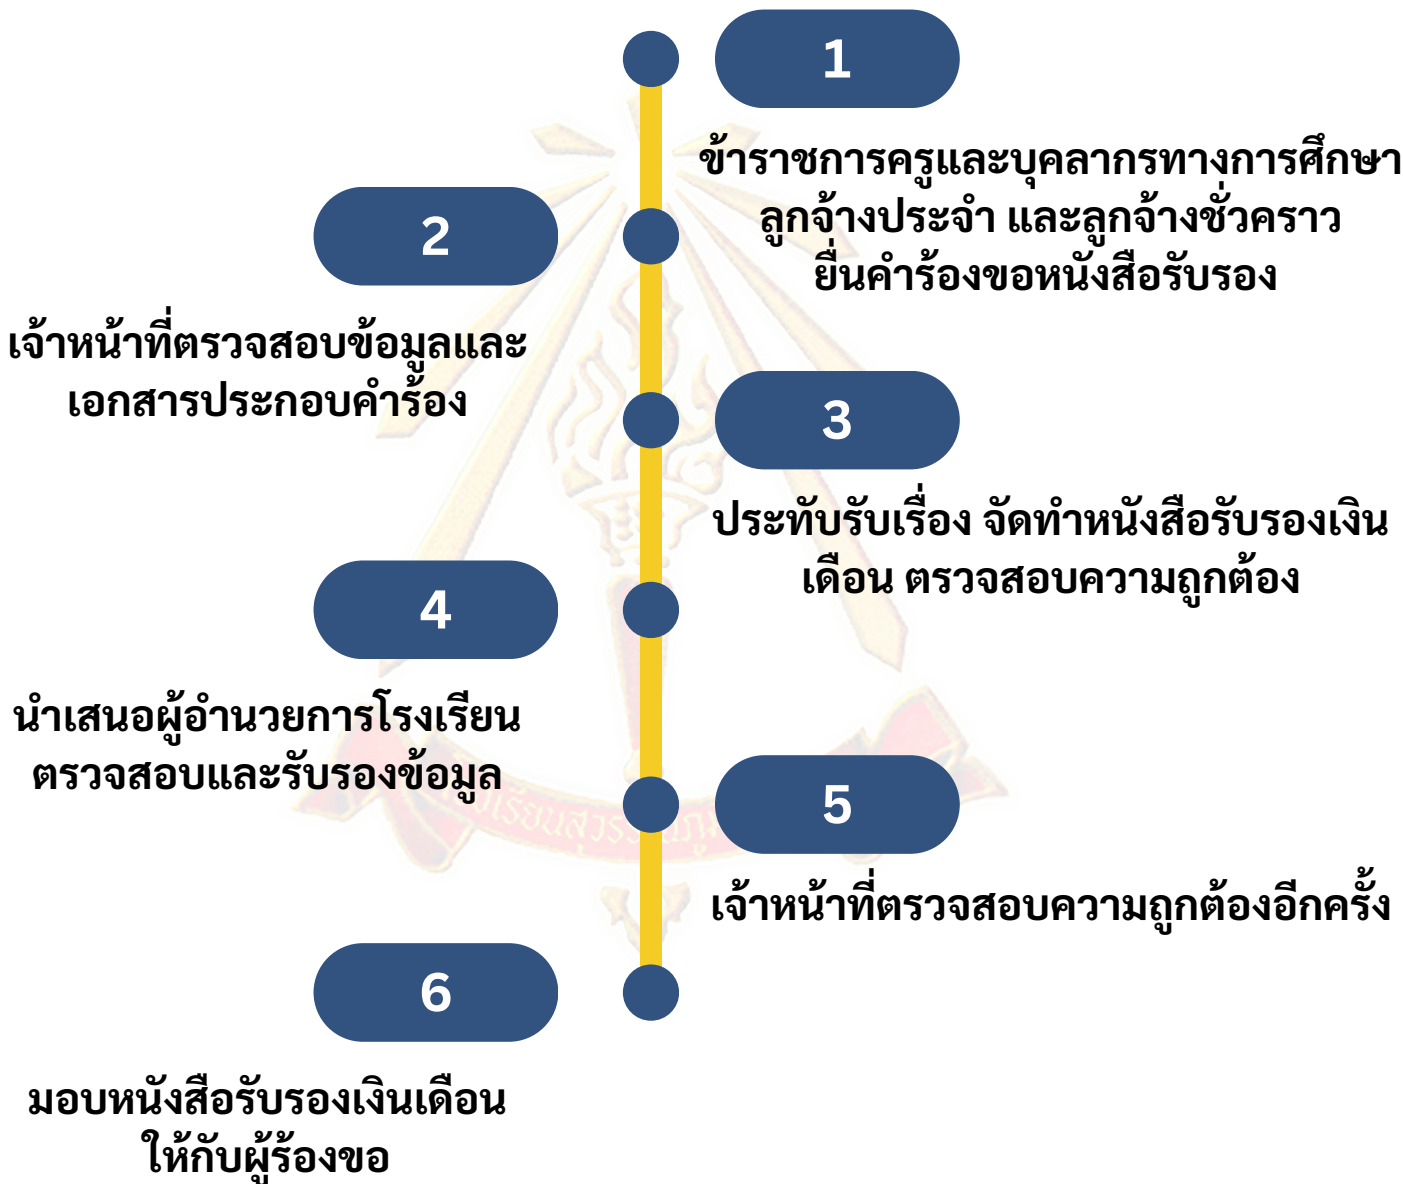 1
ข้าราชการครูและบุคลากรทางการศึกษา
ลูกจ้างประจำ และลูกจ้างชั่วคราว
ยื่นคำร้องขอหนังสือรับรอง
2
เจ้าหน้าที่ตรวจสอบข้อมูลและ
เอกสารประกอบคำร้อง
3
ประทับรับเรื่อง จัดทำหนังสือรับรองเงิน
เดือน ตรวจสอบความถูกต้อง
4
นำเสนอผู้อำนวยการโรงเรียน
ตรวจสอบและรับรองข้อมูล
5
เจ้าหน้าที่ตรวจสอบความถูกต้องอีกครั้ง
6
มอบหนังสือรับรองเงินเดือน
ให้กับผู้ร้องขอ